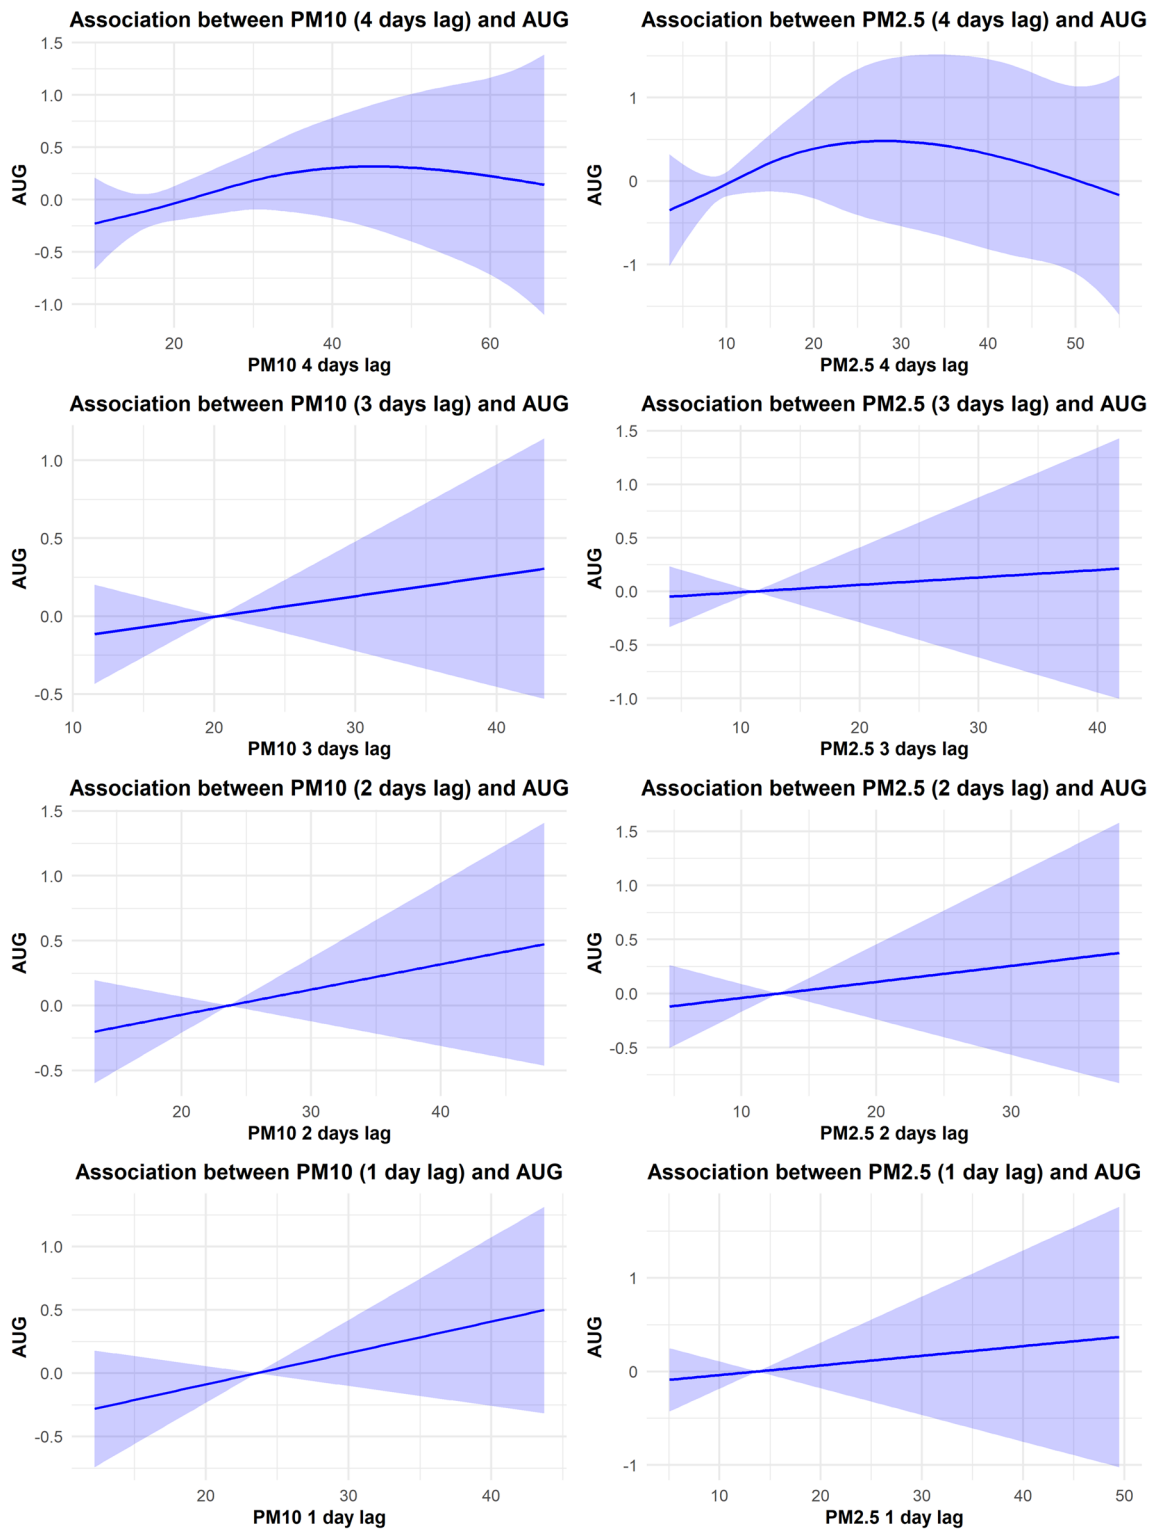 Association between PM10 (4 days lag) and AUG
1.5
1.0
0.5
0.0
-0.5
-1.0
AUG
20 40 60
PM10 4 days lag
Association between PM2.5 (4 days lag) and AUG
1
0
-1
AUG
10 20 30 40 50
PM2.5 4 days lag
Association between PM10 (3 days lag) and AUG
1.0
0.5
0.0
-0.5
AUG
10 20 30 40
PM10 3 days lag
Association between PM2.5 (3 days lag) and AUG
1.5
1.0
0.5
0.0
-0.5
-1.0
AUG
10 20 30 40
PM2.5 3 days lag
Association between PM10 (2 days lag) and AUG
1.5
1.0
0.5
0.0
-0.5
AUG
20 30 40
PM10 2 days lag
Association between PM2.5 (2 days lag) and AUG
1.5
1.0
0.5
0.0
-0.5
AUG
10 20 30
PM2.5 2 days lag
Association between PM10 (1 day lag) and AUG
1.0
0.5
0.0
-0.5
AUG
20 30 40
PM10 1 day lag
Association between PM2.5 (1 day lag) and AUG
1
0
-1
AUG
10 20 30 40 50
PM2.5 1 day lag